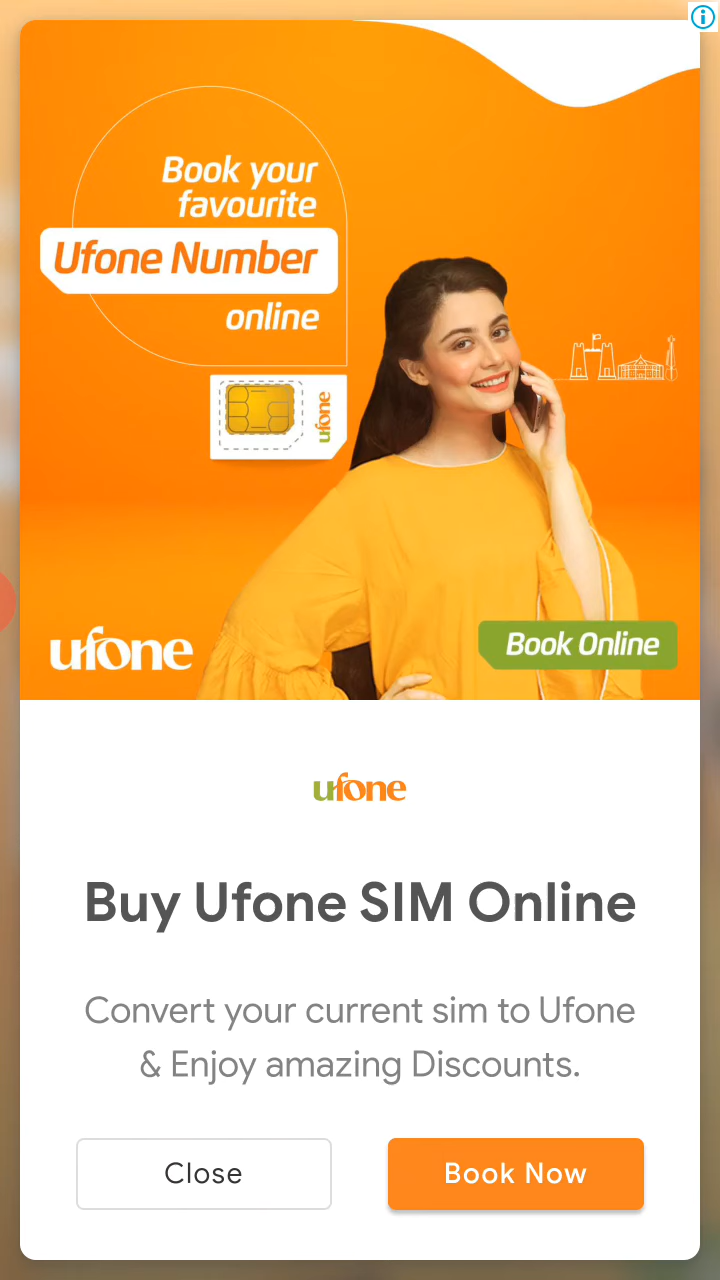 Book your
favourite
Ufone Number
online
ufone
ufone
Book Online
ufone
Buy Ufone SIM Online
Convert your current sim to Ufone
& Enjoy amazing Discounts.
Close
Book Now